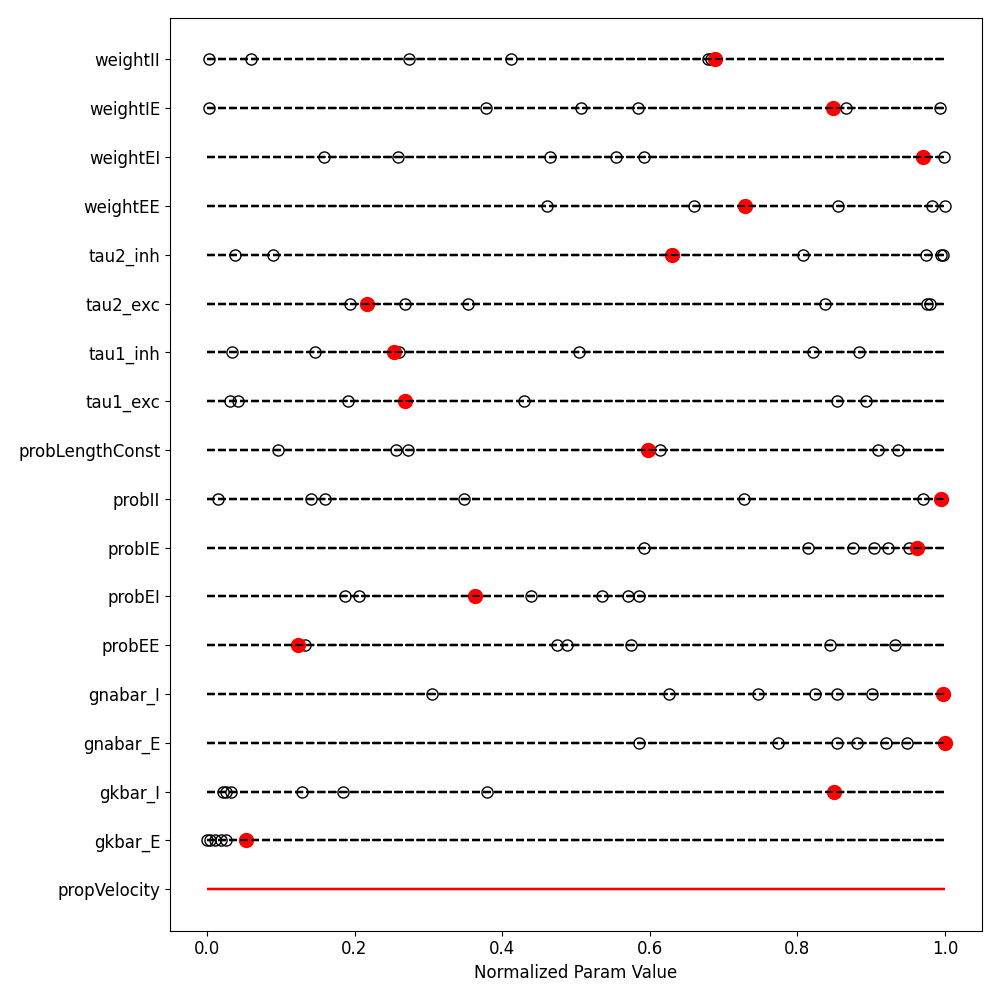 weightII
weightIE
weightEI
weightEE
tau2_inh
tau2_exc
tau1_inh
tau1_exc
probLengthConst
probII
probIE
probEI
probEE
gnabar_I
gnabar_E
gkbar_I
gkbar_E
propVelocity
0.0 0.2 0.4 0.6 0.8 1.0
Normalized Param Value